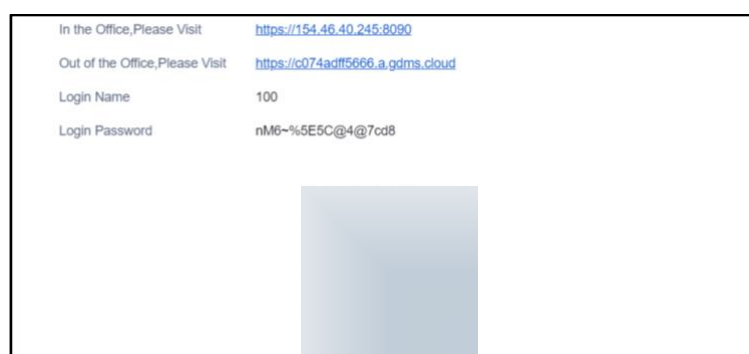 In the Office,Please Visit https://154.46.40.245:8090
Out of the Office,Please Visit https://c074adff5666.a.gdms.cloud
Login Name 100
Login Password nM6~%5E5C@4@7cd8